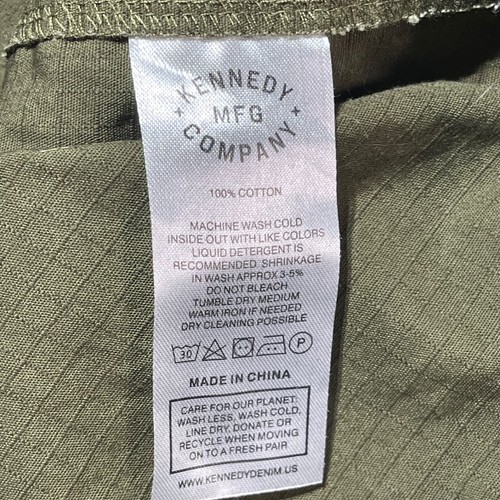 KENNEDY
MFG
COMPANY
100% COTTON
MACHINE WASH COLD
INSIDE OUT WITH LIKE COLORS
LIQUID DETERGENT IS
RECOMMENDED. SHRINKAGE
IN WASH APPROX 3-5%
DO NOT BLEACH
TUMBLE DRY MEDIUM
WARM IRON IF NEEDED
DRY CLEANING POSSIBLE
30 P
MADE IN CHINA
CARE FOR OUR PLANET:
WASH LESS, WASH COLD,
LINE DRY, DONATE OR
RECYCLE WHEN MOVING
ON TO A FRESH PAIR
WWW.KENNEDYDENIM.US